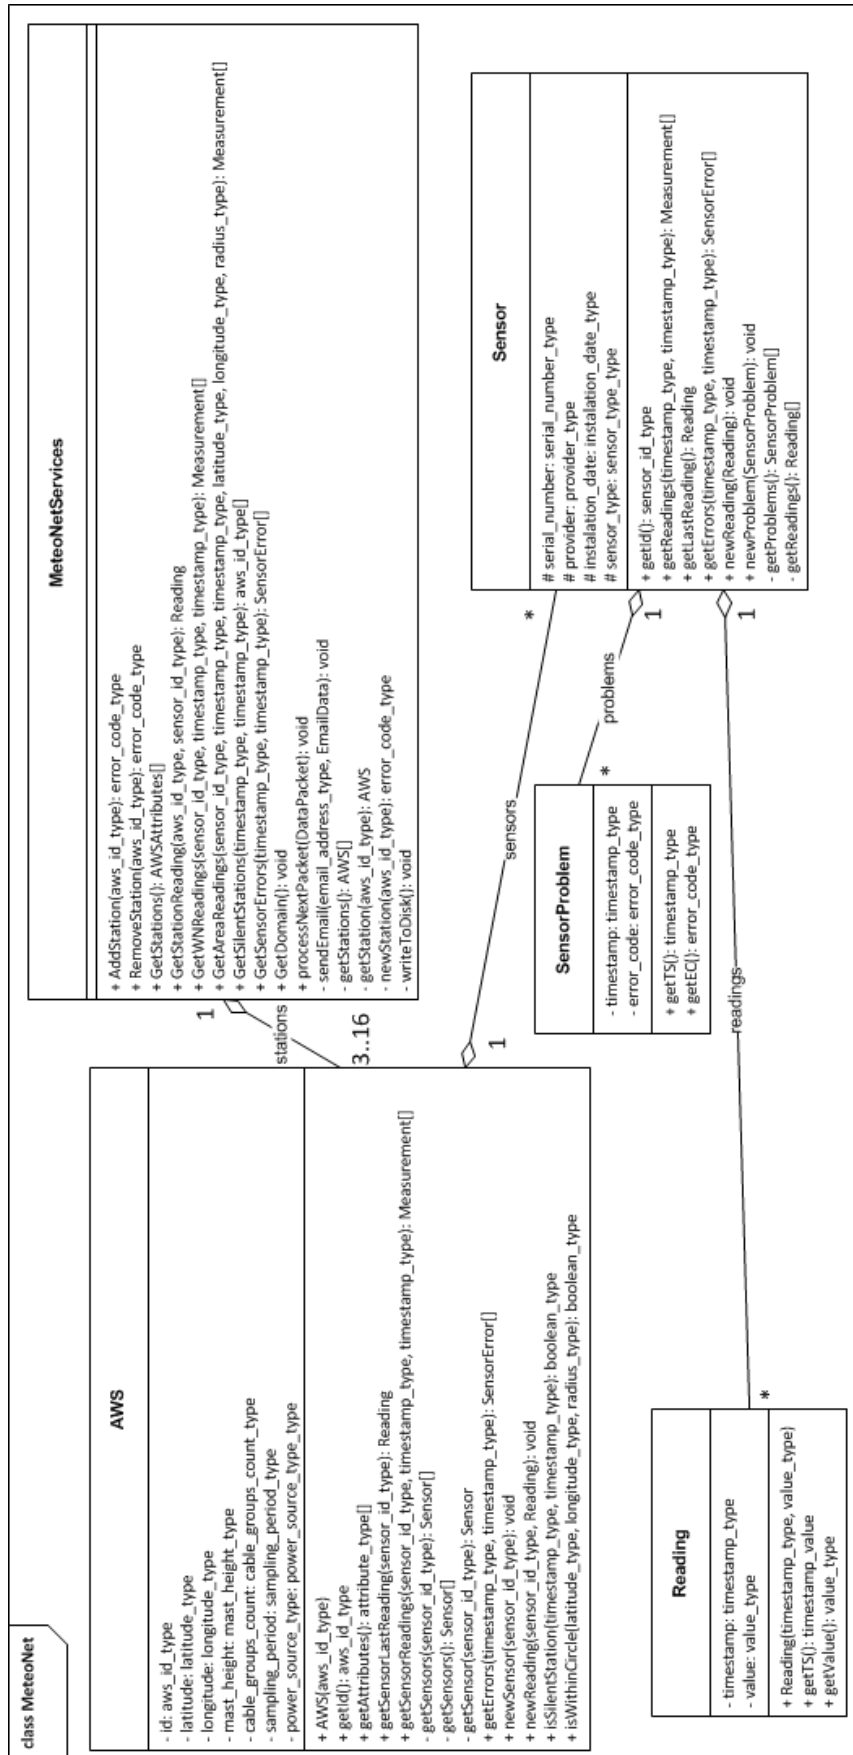 class MeteoNet
MeteoNetServices
+ AddStation(aws_id_type): error_code_type
+ RemoveStation(aws_id_type): error_code_type
+ GetStations(): AWSAttributes[]
+ GetStationReading(aws_id_type, sensor_id_type): Reading
+ GetWNReadings(sensor_id_type, timestamp_type, timestamp_type): Measurement[]
+ GetAreaReadings(sensor_id_type, timestamp_type, timestamp_type, latitude_type, longitude_type, radius_type): Measurement[]
+ GetSilentStations(timestamp_type, timestamp_type): aws_id_type[]
+ GetSensorErrors(timestamp_type, timestamp_type): SensorError[]
+ GetDomain(): void
+ processNextPacket(DataPacket): void
- sendEmail(email_address_type, EmailData): void
- getStations(): AWS[]
- getStation(aws_id_type): AWS
- newStation(aws_id_type): error_code_type
- writeToDisk(): void
1
stations
3..16
AWS
- id: aws_id_type
- latitude: latitude_type
- longitude: longitude_type
- mast_height: mast_height_type
- cable_groups_count: cable_groups_count_type
- sampling_period: sampling_period_type
- power_source_type: power_source_type_type
+ AWS(aws_id_type)
+ getId(): aws_id_type
+ getAttributes(): attribute_type[]
+ getSensorLastReading(sensor_id_type): Reading
+ getSensorReadings(sensor_id_type, timestamp_type, timestamp_type): Measurement[]
- getSensors(sensor_id_type): Sensor[]
- getSensors(): Sensor[]
- getSensor(sensor_id_type): Sensor
+ getErrors(timestamp_type, timestamp_type): SensorError[]
+ newSensor(sensor_id_type): void
+ newReading(sensor_id_type, Reading): void
+ isSilentStation(timestamp_type, timestamp_type): boolean_type
+ isWithinCircle(latitude_type, longitude_type, radius_type): boolean_type
1
sensors
*
Sensor
# serial_number: serial_number_type
# provider: provider_type
# instalation_date: instalation_date_type
# sensor_type: sensor_type_type
+ getId(): sensor_id_type
+ getReadings(timestamp_type, timestamp_type): Measurement[]
+ getLastReading(): Reading
+ getErrors(timestamp_type, timestamp_type): SensorError[]
+ newReading(Reading): void
+ newProblem(SensorProblem): void
- getProblems(): SensorProblem[]
- getReadings(): Reading[]
1
problems
*
SensorProblem
- timestamp: timestamp_type
- error_code: error_code_type
+ getTS(): timestamp_type
+ getEC(): error_code_type
1
readings
*
Reading
- timestamp: timestamp_type
- value: value_type
+ Reading(timestamp_type, value_type)
+ getTS(): timestamp_value
+ getValue(): value_type